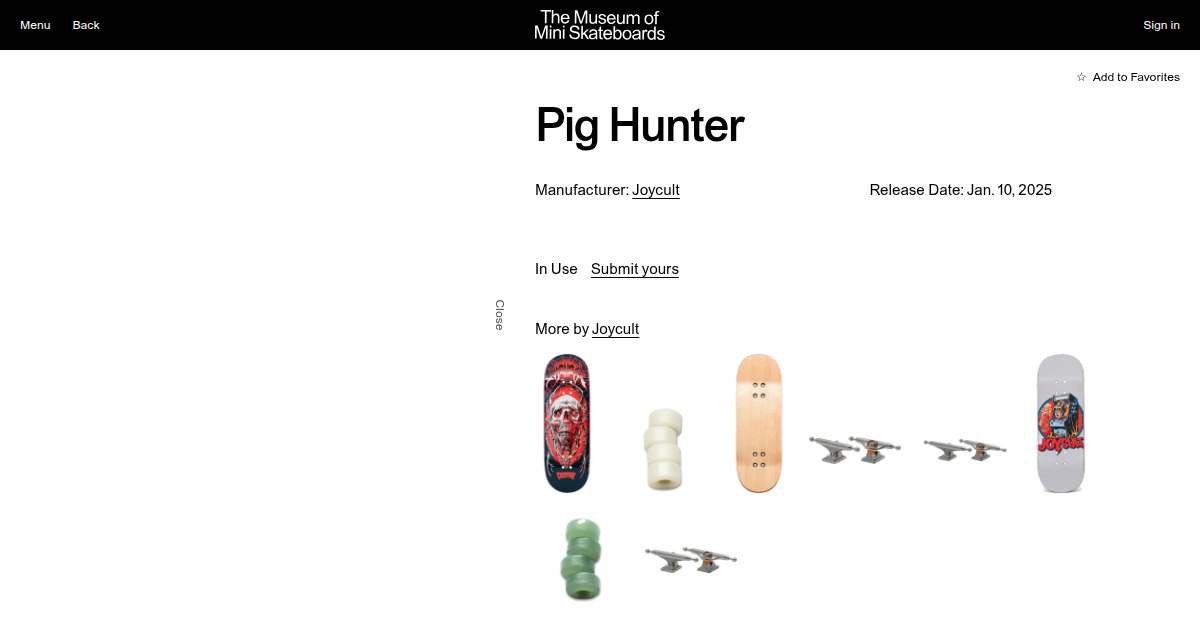 Menu
Back
The Museum of
Mini Skateboards
Sign in
☆ Add to Favorites
Pig Hunter
Manufacturer: Joycult
Release Date: Jan. 10, 2025
In Use Submit yours
Close
More by Joycult
JOYCULT